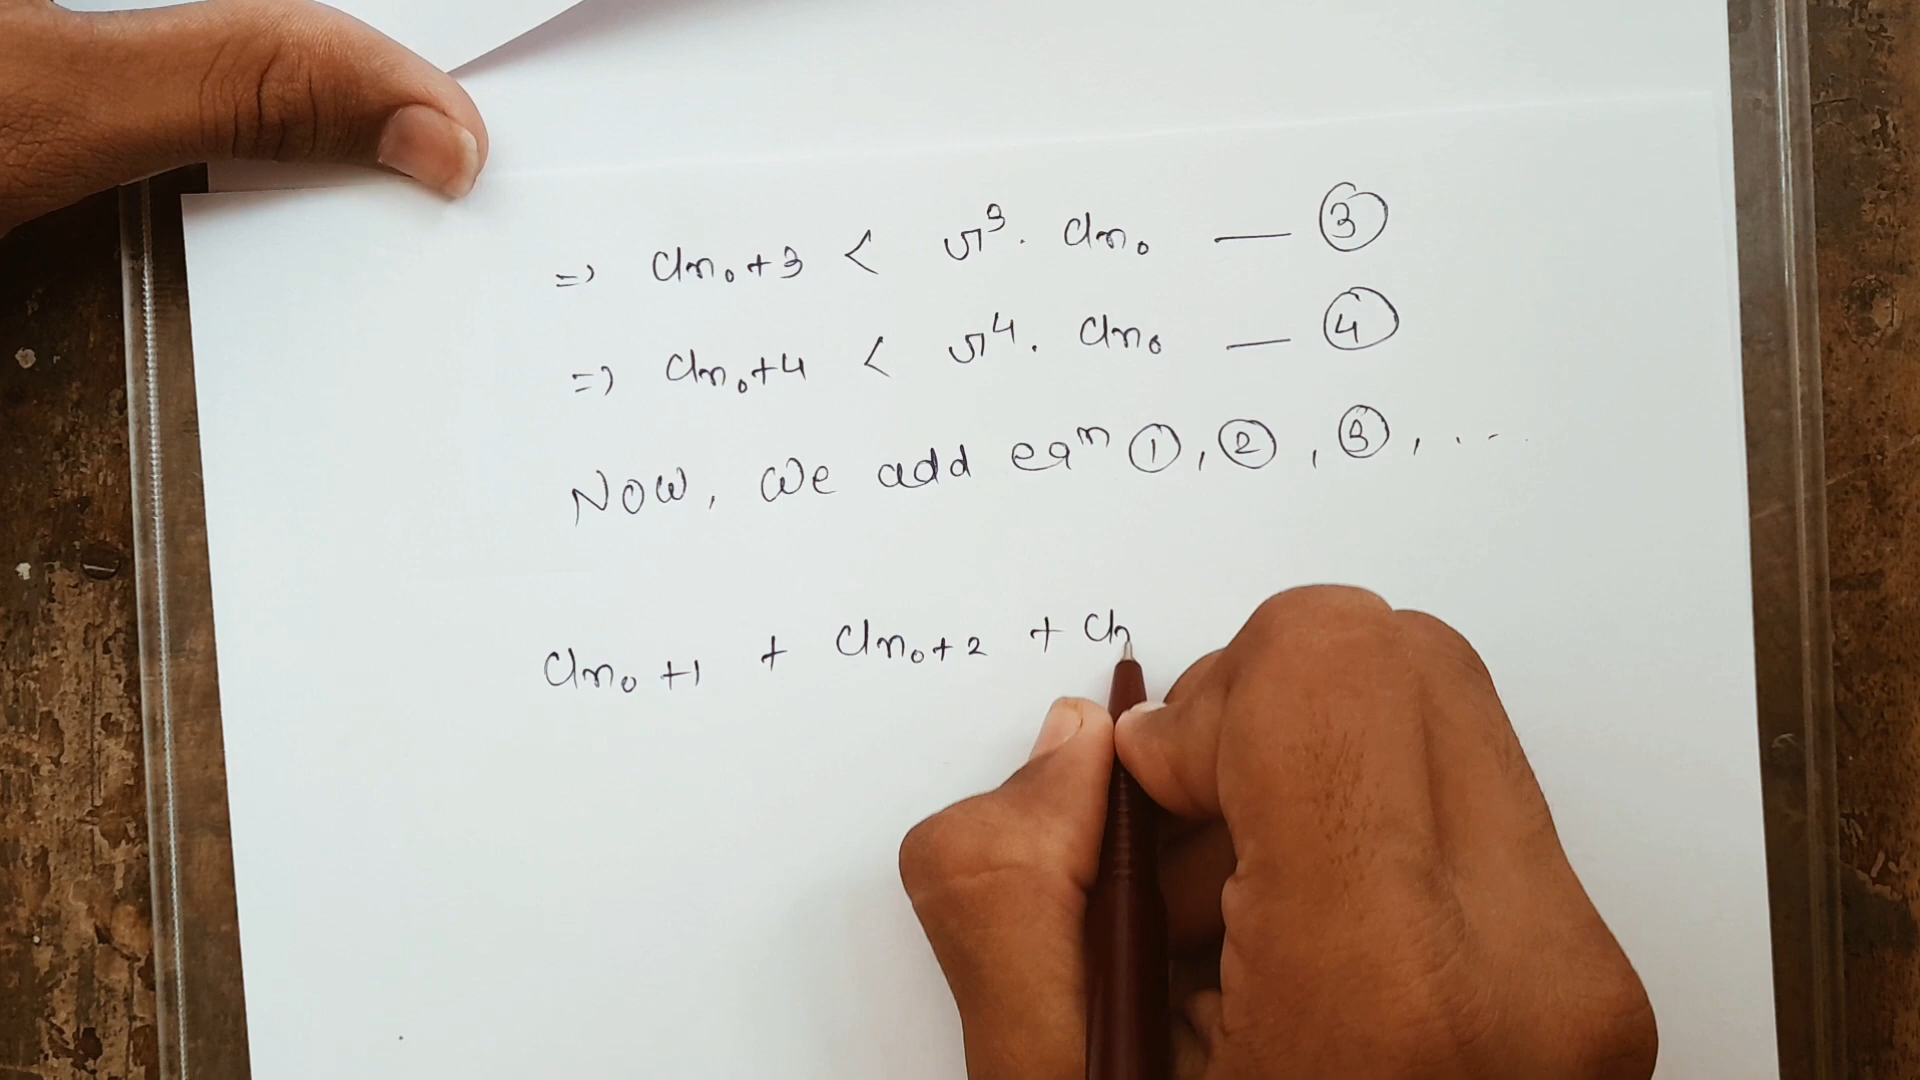 => an₀+3 < r³. an₀ — ③
=> an₀+4 < r⁴. an₀ — ④
Now, We add eqⁿ ①, ②, ③, ...
an₀+1 + an₀+2 + an